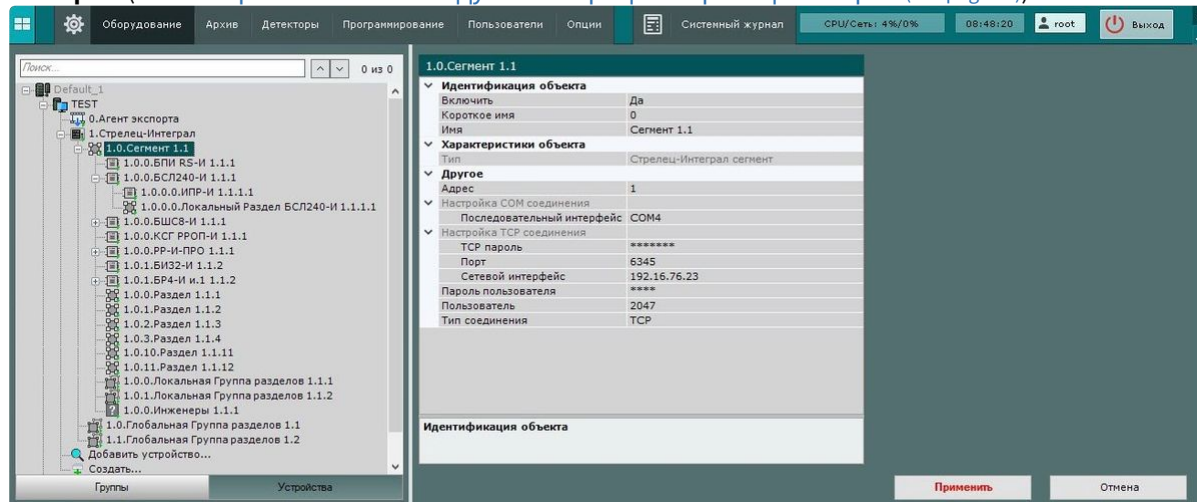 Оборудование Архив Детекторы Программирование Пользователи Опции Системный журнал CPU/Сеть: 4%/0% 08:48:20 root Выход
Поиск... 0 из 0
Default_1
TEST
0.Агент экспорта
1.Стрелец-Интеграл
1.0.Сегмент 1.1
1.0.0.БПИ RS-И 1.1.1
1.0.0.БСЛ240-И 1.1.1
1.0.0.0.ИПР-И 1.1.1.1
1.0.0.0.Локальный Раздел БСЛ240-И 1.1.1.1
1.0.0.БШС8-И 1.1.1
1.0.0.КСГ РРОП-И 1.1.1
1.0.0.РР-И-ПРО 1.1.1
1.0.1.БИ32-И 1.1.2
1.0.1.БР4-И и.1 1.1.2
1.0.0.Раздел 1.1.1
1.0.1.Раздел 1.1.2
1.0.2.Раздел 1.1.3
1.0.3.Раздел 1.1.4
1.0.10.Раздел 1.1.11
1.0.11.Раздел 1.1.12
1.0.0.Локальная Группа разделов 1.1.1
1.0.1.Локальная Группа разделов 1.1.2
1.0.0.Инженеры 1.1.1
1.0.Глобальная Группа разделов 1.1
1.1.Глобальная Группа разделов 1.2
Добавить устройство...
Создать...
Группы Устройства
1.0.Сегмент 1.1
Идентификация объекта
Включить Да
Короткое имя 0
Имя Сегмент 1.1
Характеристики объекта
Тип Стрелец-Интеграл сегмент
Другое
Адрес 1
Настройка COM соединения
Последовательный интерфейс COM4
Настройка TCP соединения
TCP пароль *******
Порт 6345
Сетевой интерфейс 192.16.76.23
Пароль пользователя ****
Пользователь 2047
Тип соединения TCP
Идентификация объекта
Применить Отмена